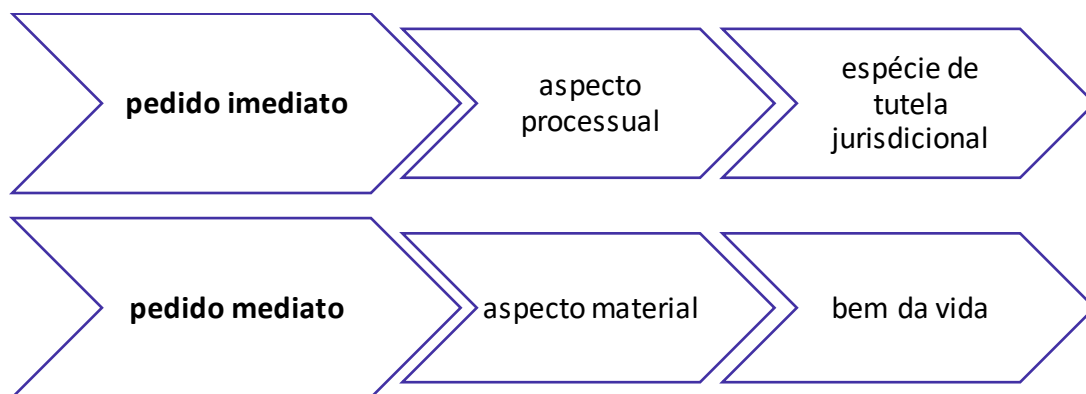 pedido imediato
aspecto
processual
espécie de
tutela
jurisdicional
pedido mediato
aspecto material
bem da vida